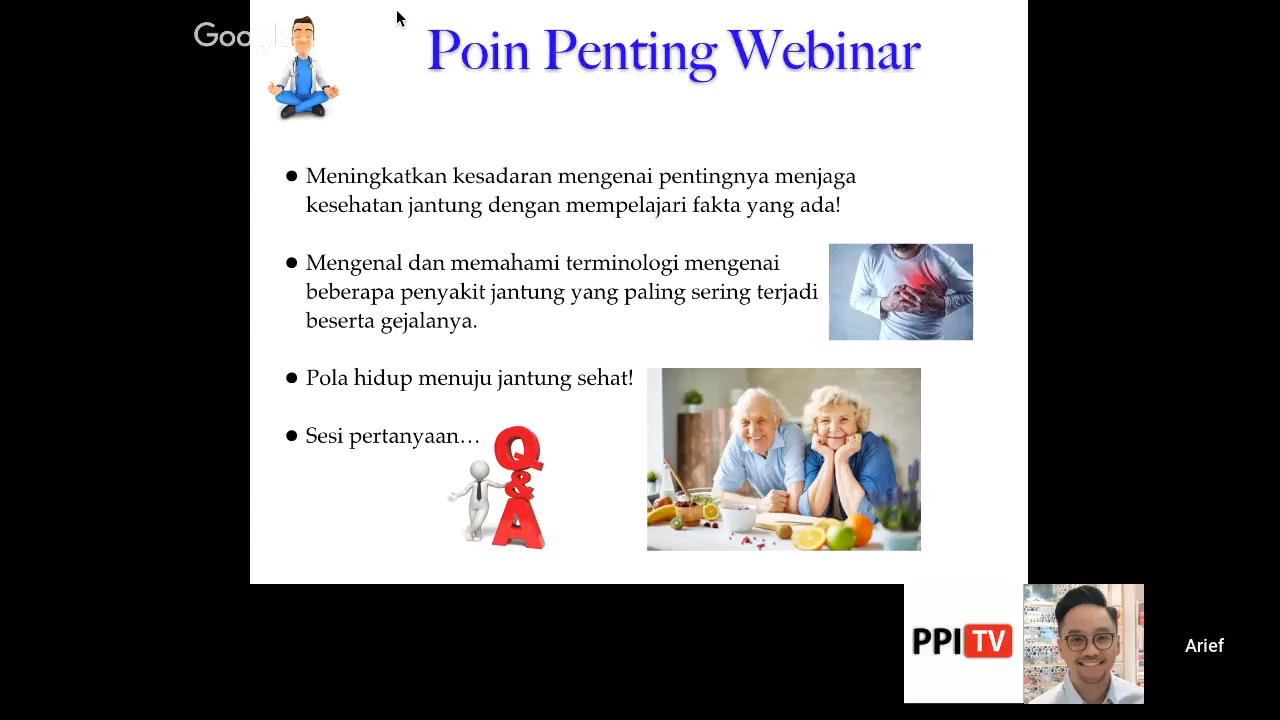 Google
Poin Penting Webinar
● Meningkatkan kesadaran mengenai pentingnya menjaga
kesehatan jantung dengan mempelajari fakta yang ada!
● Mengenal dan memahami terminologi mengenai
beberapa penyakit jantung yang paling sering terjadi
beserta gejalanya.
● Pola hidup menuju jantung sehat!
● Sesi pertanyaan…
Q
&
A
PPI TV
Arief